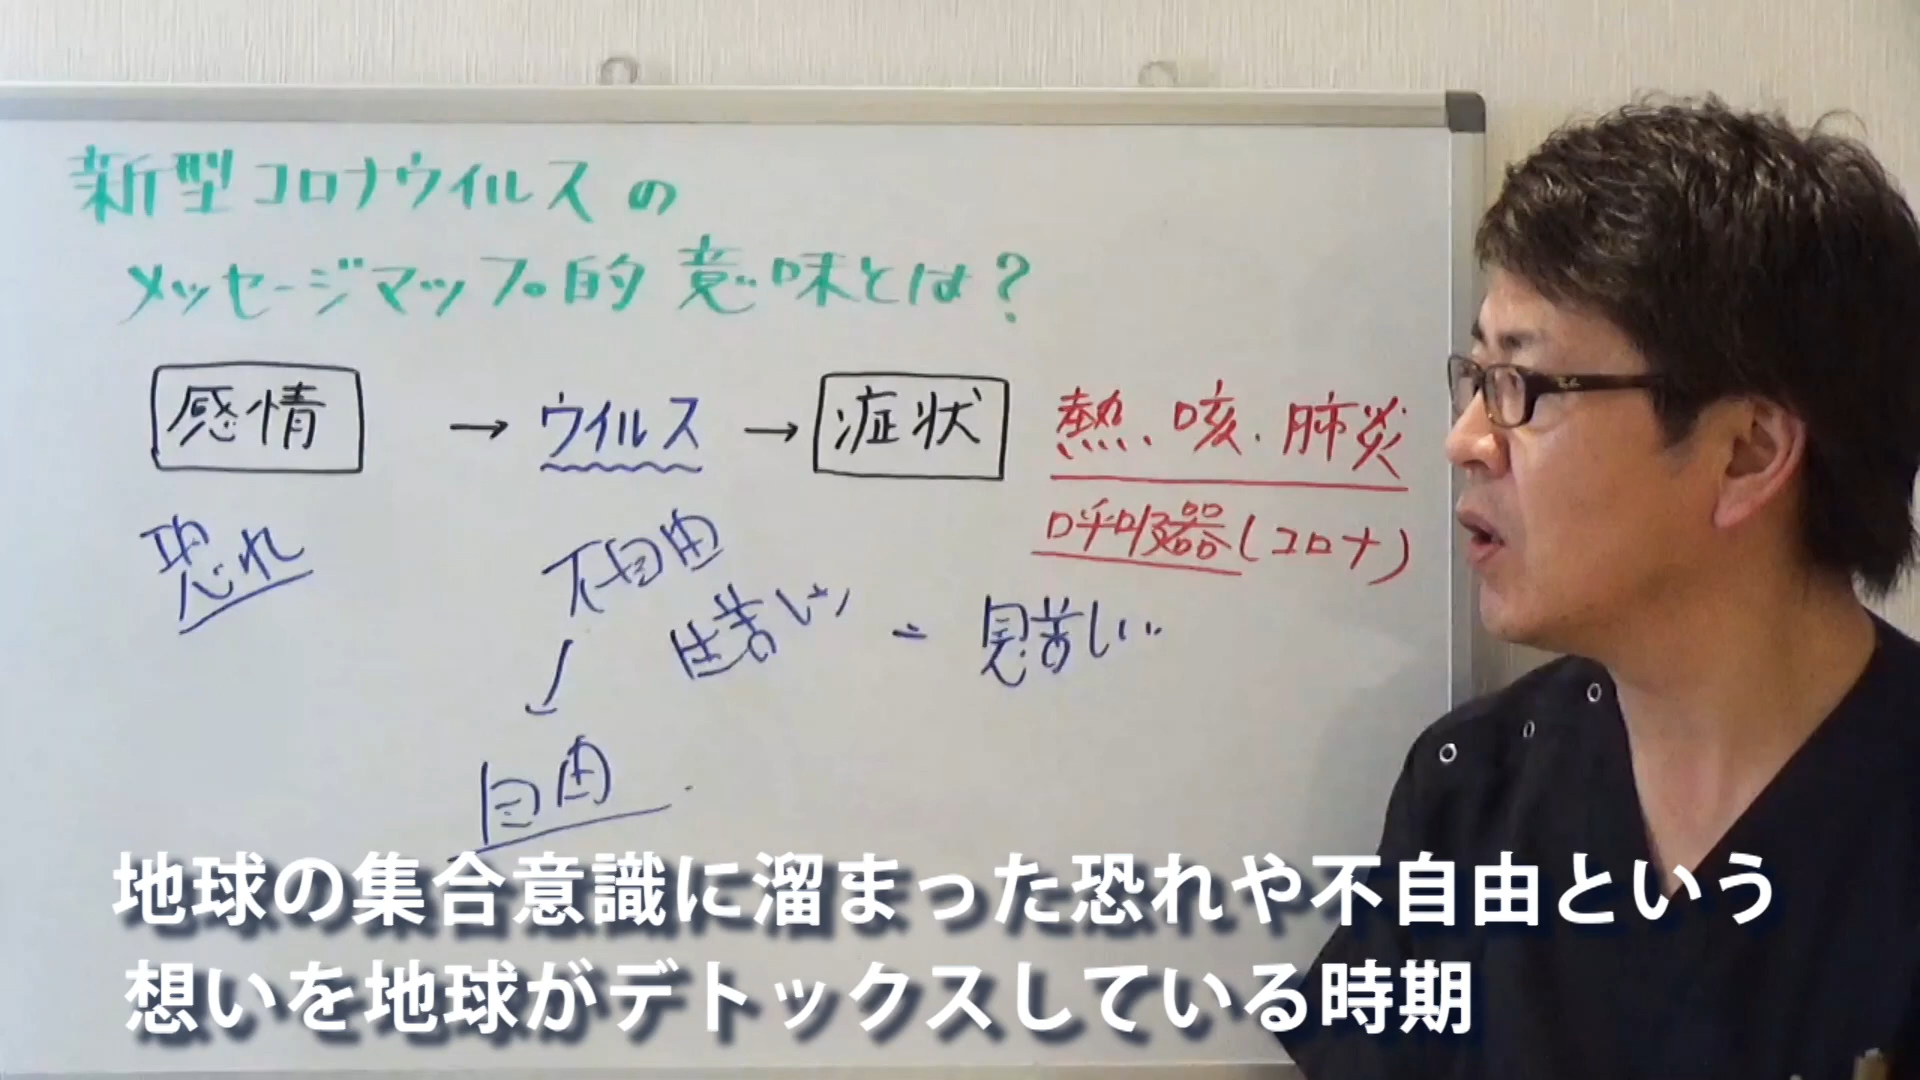 新型コロナウイルスの
メッセージマップ的意味とは?
感情 → ウイルス → 症状 熱、咳、肺炎
呼吸器(コロナ)
恐れ
不自由
生苦しい = 息苦しい
自由
地球の集合意識に溜まった恐れや不自由という
想いを地球がデトックスしている時期